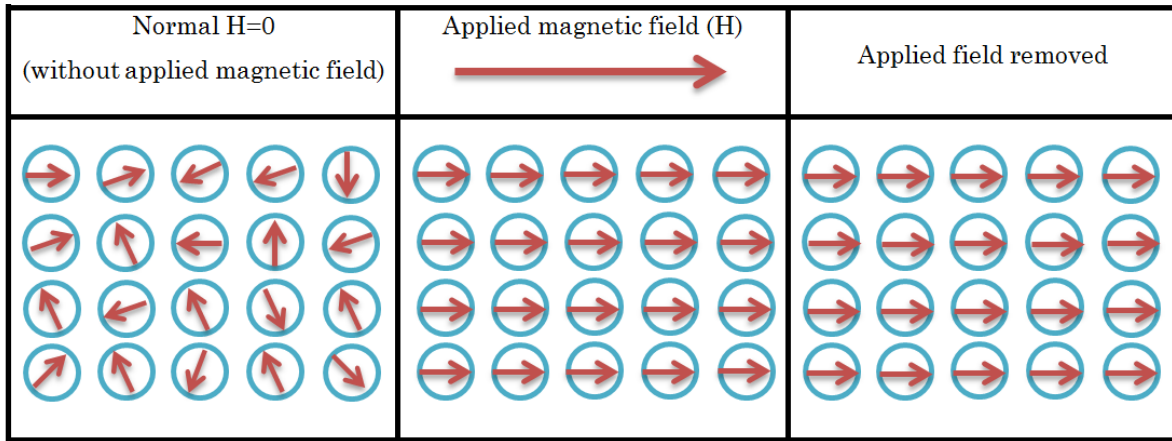 Normal H=0
(without applied magnetic field)
Applied magnetic field (H)
Applied field removed